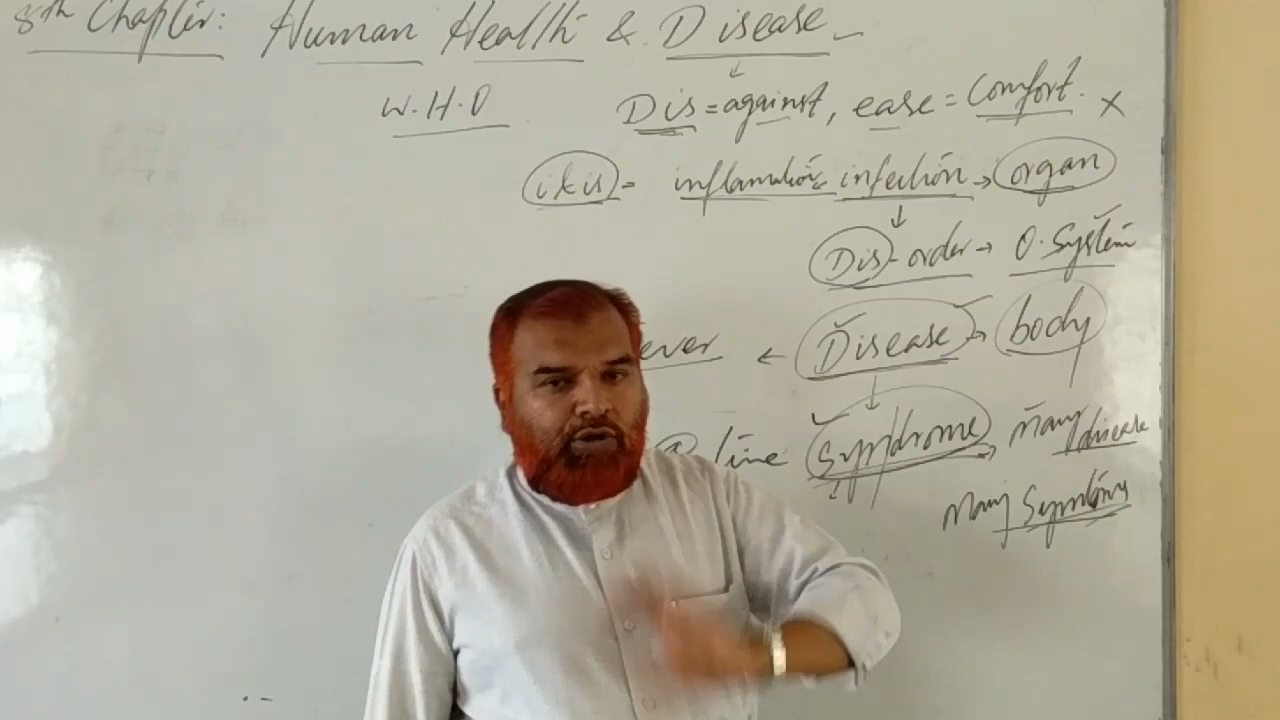 8th Chapter: Human Health & Disease
W.H.O Dis = against, ease = Comfort. ×
itis = inflamation infection → organ
Dis-order → O. System
ever ← Disease → body
line Syndrome → Many disease
Many Symptoms